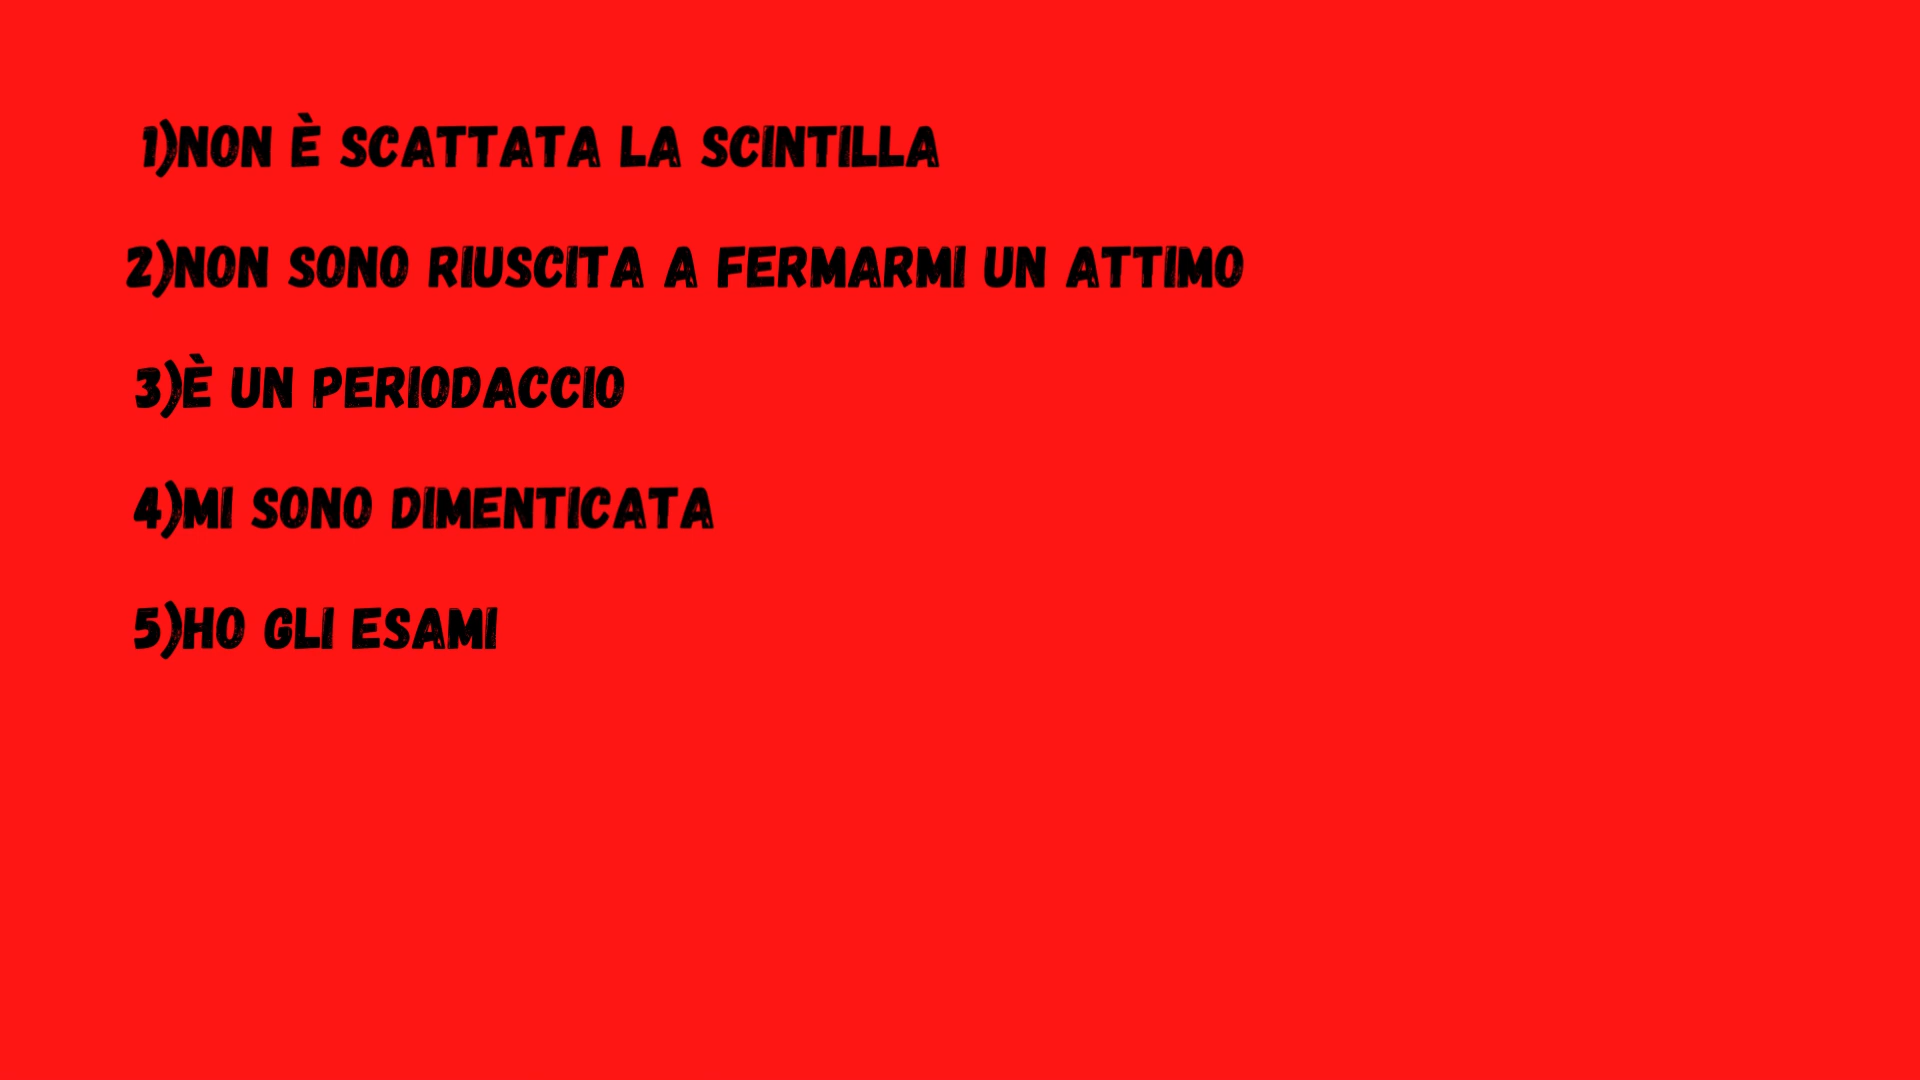 1)NON È SCATTATA LA SCINTILLA
2)NON SONO RIUSCITA A FERMARMI UN ATTIMO
3)È UN PERIODACCIO
4)MI SONO DIMENTICATA
5)HO GLI ESAMI